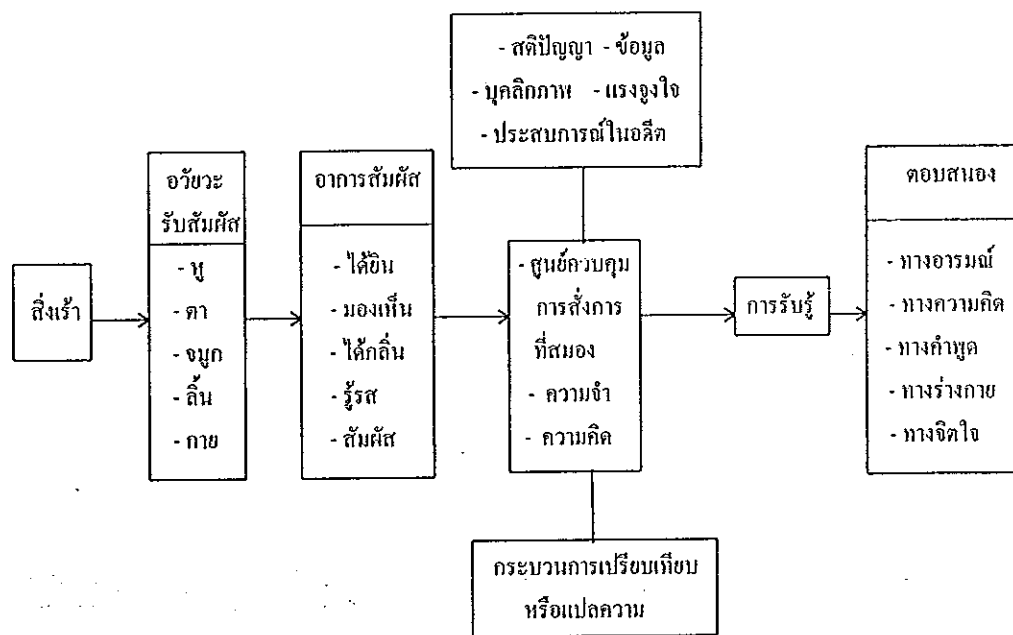 - สติปัญญา - ข้อมูล
- บุคลิกภาพ - แรงจูงใจ
- ประสบการณ์ในอดีต
สิ่งเร้า
อวัยวะ
รับสัมผัส
- หู
- ตา
- จมูก
- ลิ้น
- กาย
อาการสัมผัส
- ได้ยิน
- มองเห็น
- ได้กลิ่น
- รู้รส
- สัมผัส
- ศูนย์ควบคุม
การสั่งการ
ที่สมอง
- ความจำ
- ความคิด
กระบวนการเปรียบเทียบ
หรือแปลความ
การรับรู้
ตอบสนอง
- ทางอารมณ์
- ทางความคิด
- ทางคำพูด
- ทางร่างกาย
- ทางจิตใจ